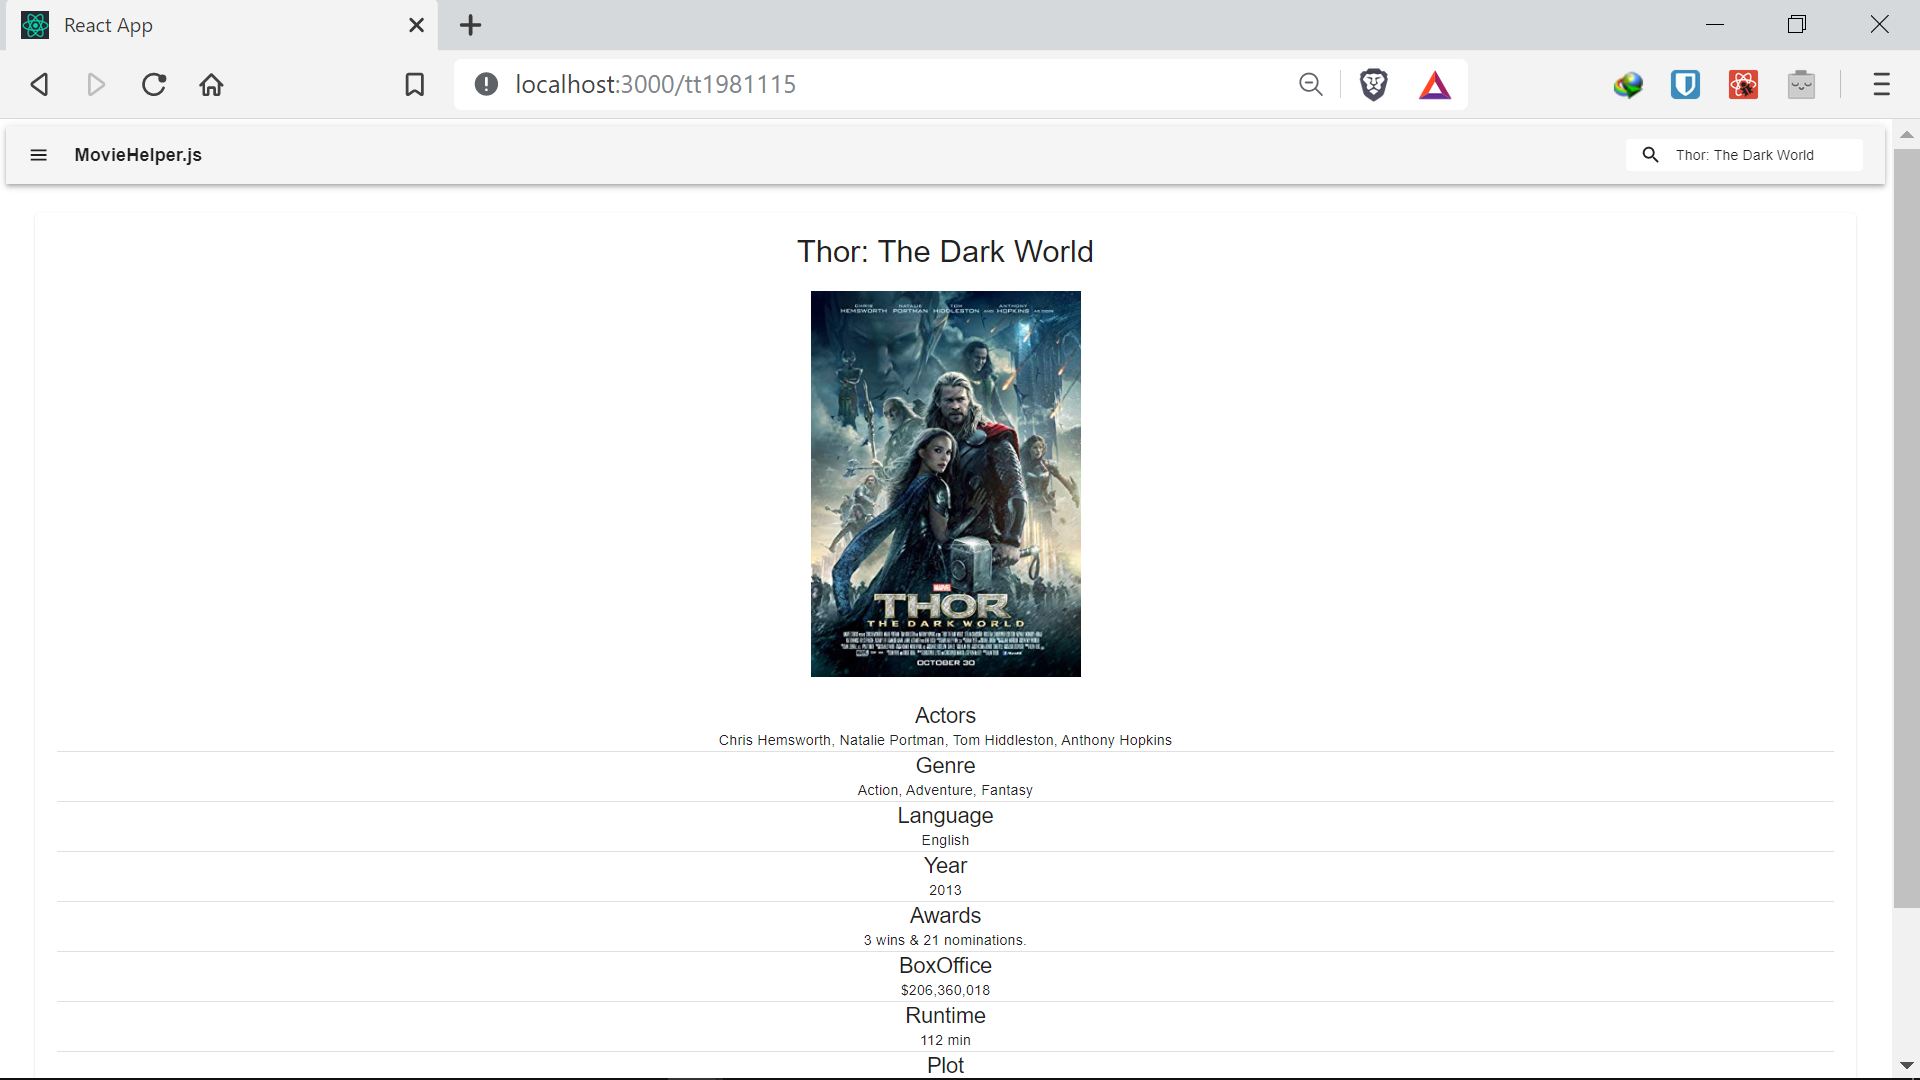 React App
localhost:3000/tt1981115
MovieHelper.js
Thor: The Dark World
Thor: The Dark World
CHRIS HEMSWORTH NATALIE PORTMAN TOM HIDDLESTON AND ANTHONY HOPKINS AS ODIN
MARVEL
THOR
THE DARK WORLD
OCTOBER 30
Actors
Chris Hemsworth, Natalie Portman, Tom Hiddleston, Anthony Hopkins
Genre
Action, Adventure, Fantasy
Language
English
Year
2013
Awards
3 wins & 21 nominations.
BoxOffice
$206,360,018
Runtime
112 min
Plot